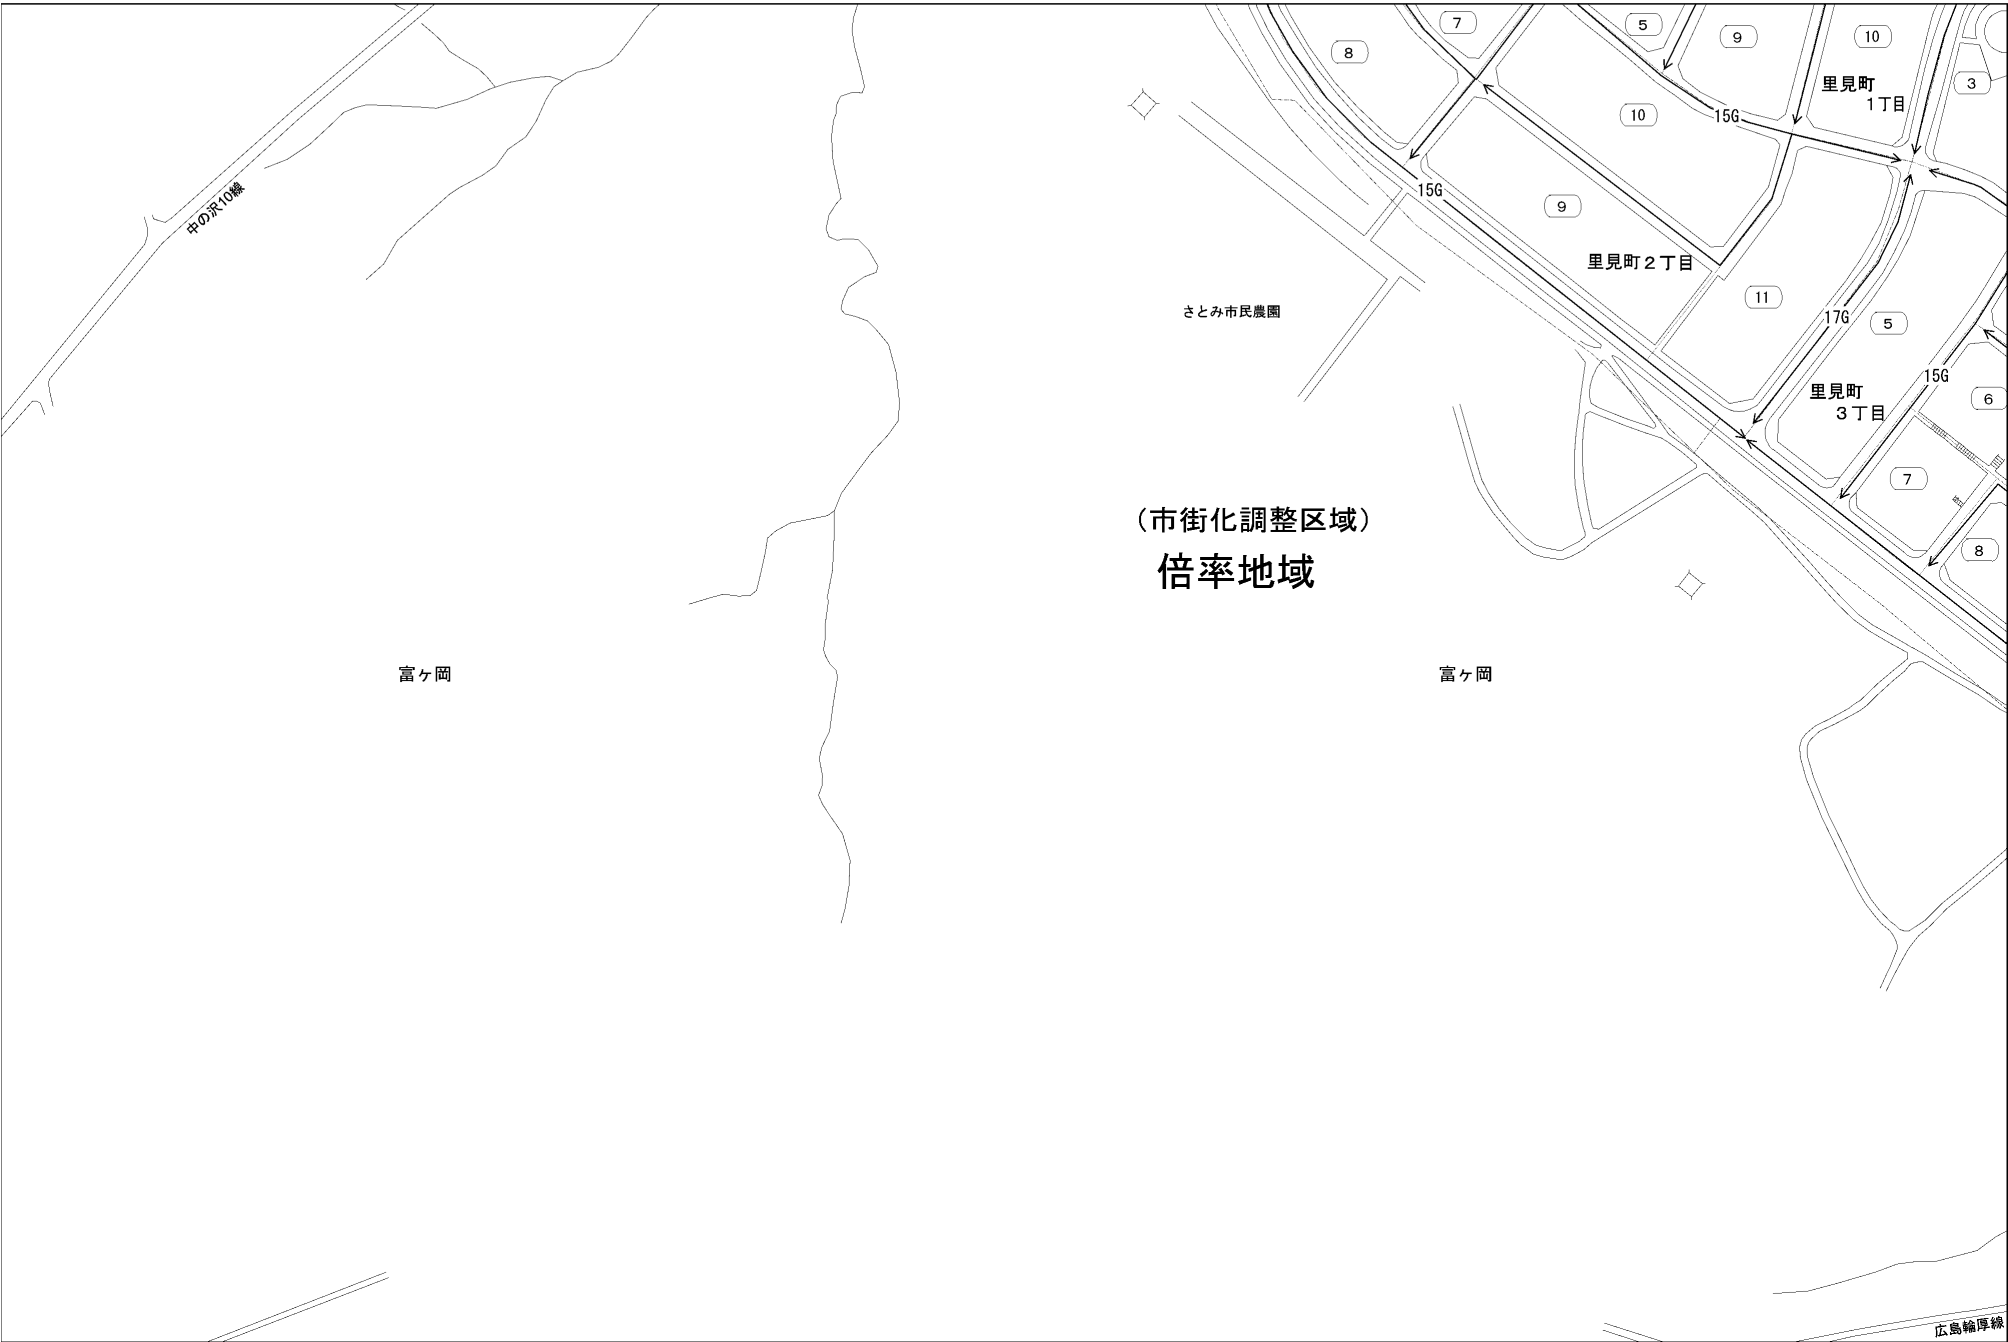 7
5
9
10
8
3
里見町
1丁目
10
15G
15G
9
中の沢10線
里見町2丁目
11
さとみ市民農園
17G
5
15G
里見町
3丁目
6
7
(市街化調整区域)
倍率地域
8
富ヶ岡
富ヶ岡
広島輪厚線